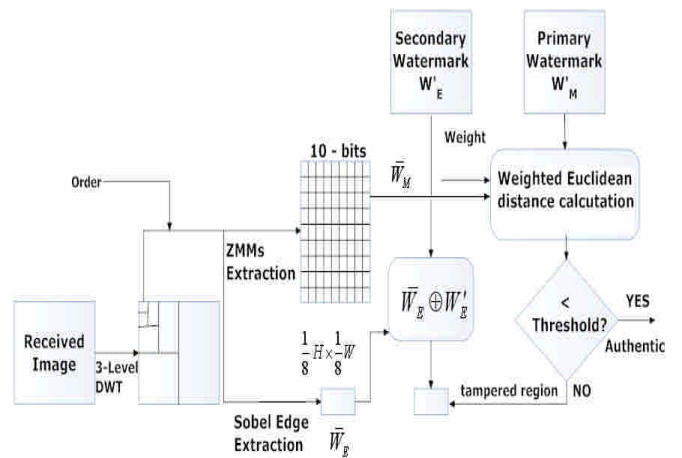 Secondary
Watermark
W'E
Primary
Watermark
W'M
Weight
10 - bits
W̄M
Order
Weighted Euclidean
distance calcutation
ZMMs
Extraction
W̄E ⊕ W'E
<
Threshold?
YES
Authentic
Received
Image
3-Level
DWT
1/8 H × 1/8 W
tampered region
NO
Sobel Edge
Extraction
W̄E